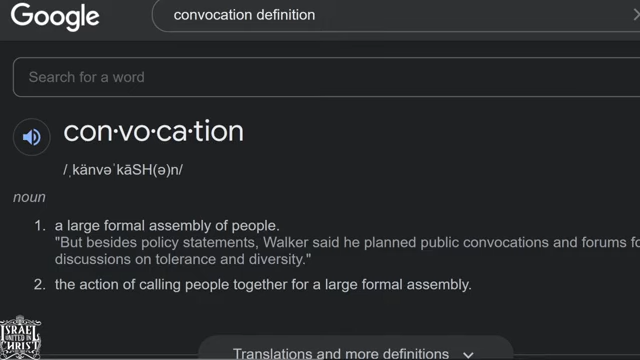 Google
convocation definition
Search for a word
con·vo·ca·tion
/ˌkänvəˈkāSH(ə)n/
noun
1. a large formal assembly of people.
"But besides policy statements, Walker said he planned public convocations and forums fo
discussions on tolerance and diversity."
2. the action of calling people together for a large formal assembly.
Translations and more definitions
ISRAEL
UNITED IN
CHRIST